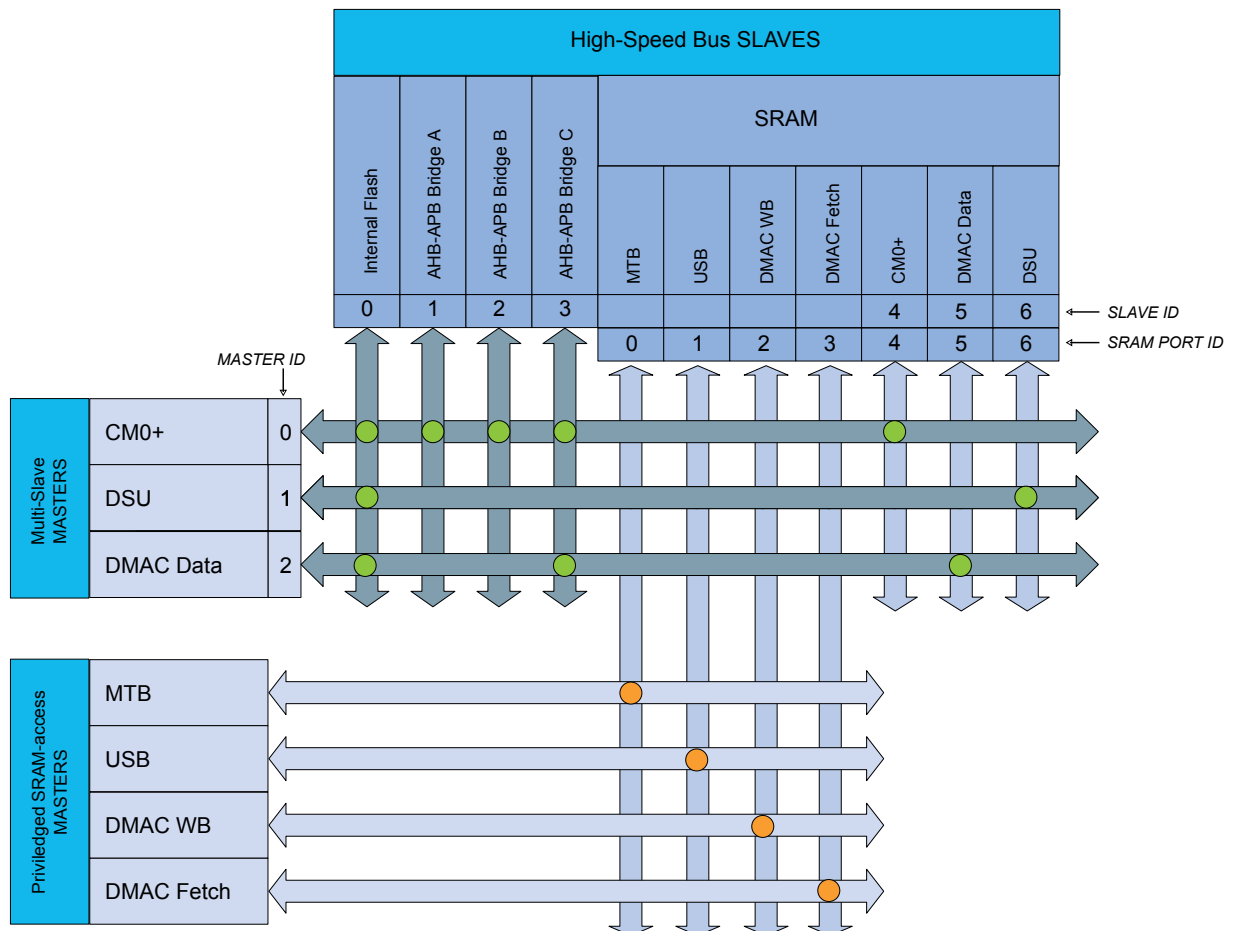 High-Speed Bus SLAVES
SRAM
Internal Flash
AHB-APB Bridge A
AHB-APB Bridge B
AHB-APB Bridge C
MTB
USB
DMAC WB
DMAC Fetch
CM0+
DMAC Data
DSU
0 1 2 3 4 5 6 SLAVE ID
0 1 2 3 4 5 6 SRAM PORT ID
MASTER ID
Multi-Slave
MASTERS
CM0+ 0
DSU 1
DMAC Data 2
Priviledged SRAM-access
MASTERS
MTB
USB
DMAC WB
DMAC Fetch